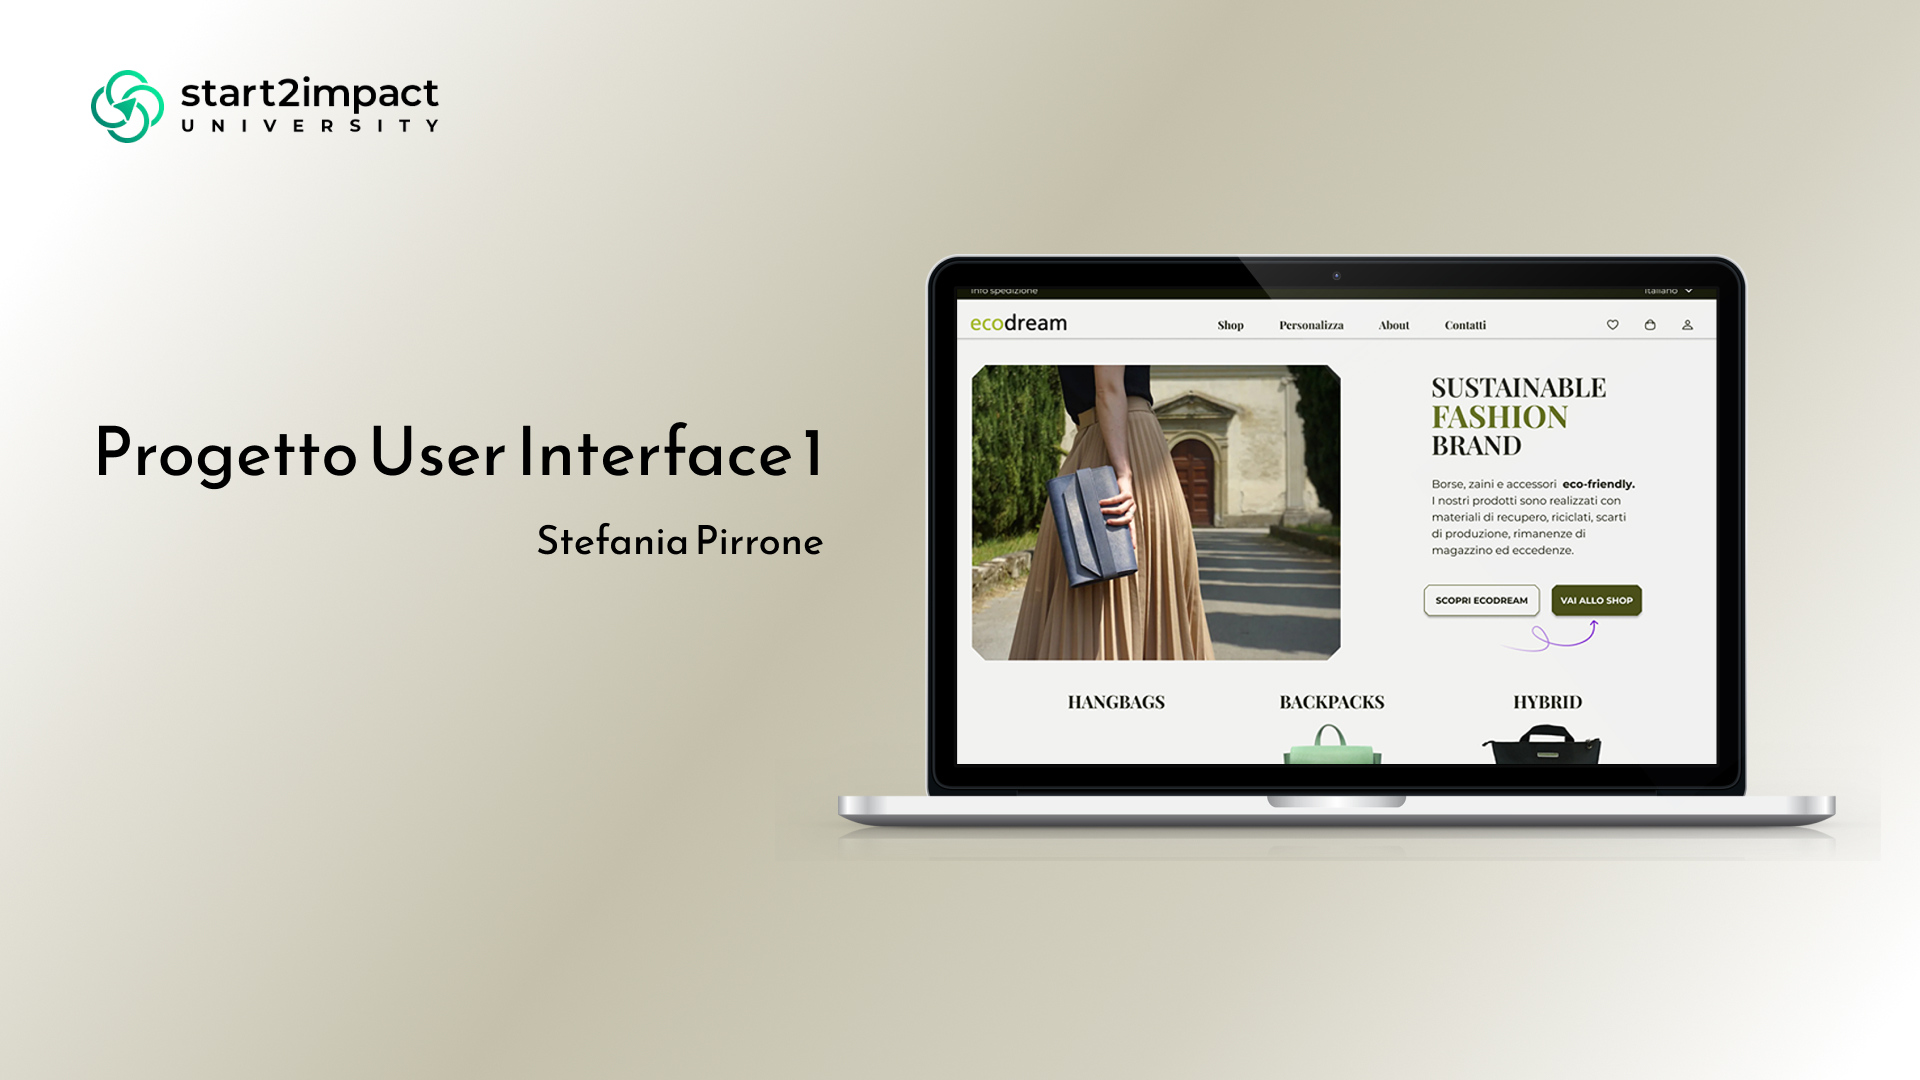 start2impact
UNIVERSITY
Progetto User Interface 1
Stefania Pirrone
Info spedizione
Italiano
ecodream
Shop
Personalizza
About
Contatti
SUSTAINABLE
FASHION
BRAND
Borse, zaini e accessori eco-friendly.
I nostri prodotti sono realizzati con
materiali di recupero, riciclati, scarti
di produzione, rimanenze di
magazzino ed eccedenze.
SCOPRI ECODREAM
VAI ALLO SHOP
HANGBAGS
BACKPACKS
HYBRID